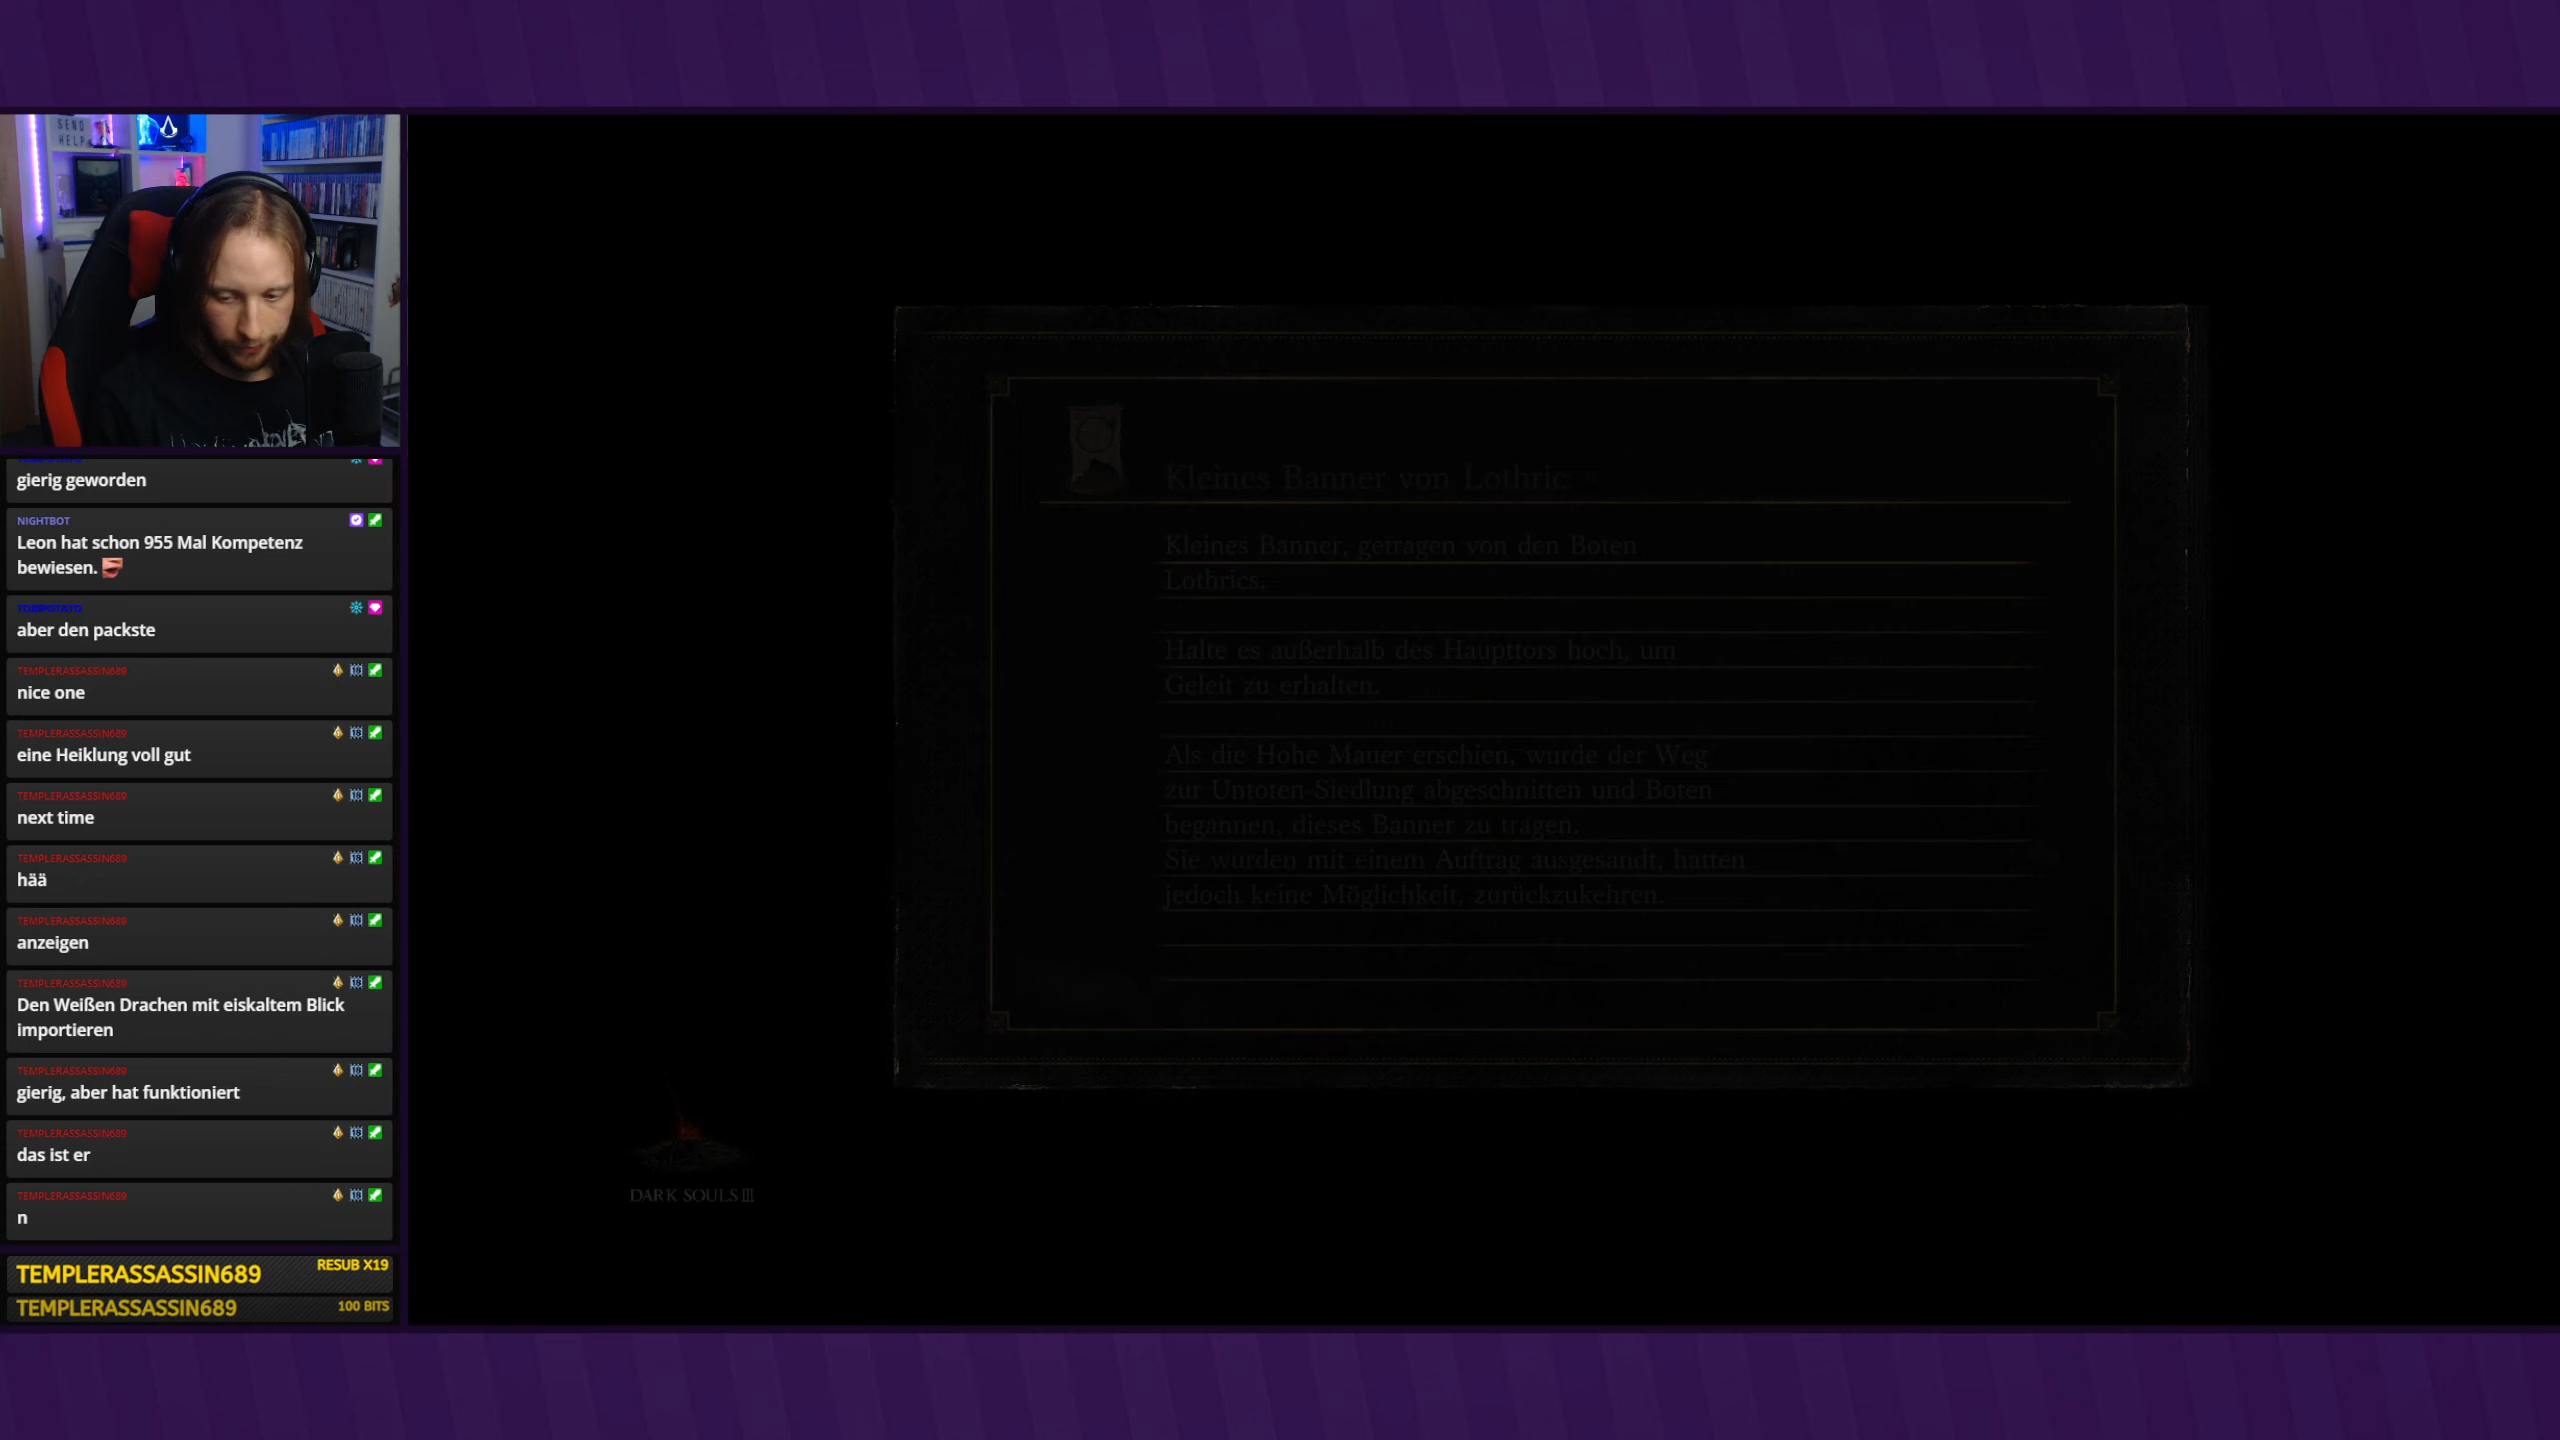 SEND
HELP
gierig geworden
NIGHTBOT
Leon hat schon 955 Mal Kompetenz
bewiesen.
aber den packste
TEMPLERASSASSIN689
nice one
TEMPLERASSASSIN689
eine Heiklung voll gut
TEMPLERASSASSIN689
next time
TEMPLERASSASSIN689
hää
TEMPLERASSASSIN689
anzeigen
TEMPLERASSASSIN689
Den Weißen Drachen mit eiskaltem Blick
importieren
TEMPLERASSASSIN689
gierig, aber hat funktioniert
TEMPLERASSASSIN689
das ist er
TEMPLERASSASSIN689
n
TEMPLERASSASSIN689 RESUB X19
TEMPLERASSASSIN689 100 BITS
Kleines Banner von Lothric
Kleines Banner, getragen von den Boten
Lothrics.
Halte es außerhalb des Haupttors hoch, um
Geleit zu erhalten.
Als die Hohe Mauer erschien, wurde der Weg
zur Untoten-Siedlung abgeschnitten und Boten
begannen, dieses Banner zu tragen.
Sie wurden mit einem Auftrag ausgesandt, hatten
jedoch keine Möglichkeit, zurückzukehren.
DARK SOULS III